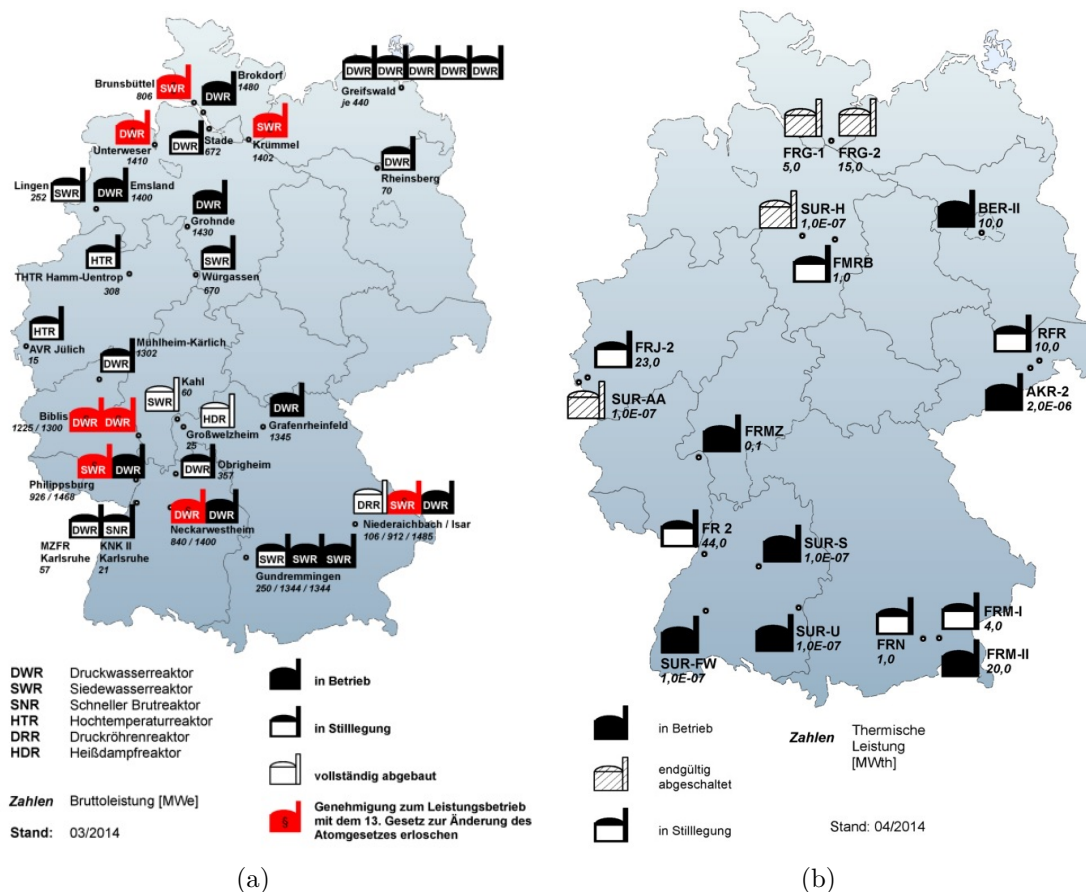 Brunsbüttel
806
SWR
DWR
Brokdorf
1480
DWR
DWR
DWR
DWR
DWR
Greifswald
je 440
DWR
Unterweser
1410
DWR
Stade
672
SWR
Krümmel
1402
DWR
Rheinsberg
70
Lingen
252
SWR
DWR
Emsland
1400
DWR
Grohnde
1430
HTR
THTR Hamm-Uentrop
308
SWR
Würgassen
670
HTR
AVR Jülich
15
Mühlheim-Kärlich
1302
DWR
Kahl
60
SWR
HDR
Großwelzheim
25
DWR
Grafenrheinfeld
1345
Biblis
1225 / 1300
DWR
DWR
SWR
DWR
Philippsburg
926 / 1468
DWR
Obrigheim
357
DWR
SNR
MZFR
Karlsruhe
57
KNK II
Karlsruhe
21
DWR
DWR
Neckarwestheim
840 / 1400
DRR
SWR
DWR
Niederaichbach / Isar
106 / 912 / 1485
SWR
SWR
SWR
Gundremmingen
250 / 1344 / 1344
DWR Druckwasserreaktor
SWR Siedewasserreaktor
SNR Schneller Brutreaktor
HTR Hochtemperaturreaktor
DRR Druckröhrenreaktor
HDR Heißdampfreaktor
Zahlen Bruttoleistung [MWe]
Stand: 03/2014
in Betrieb
in Stilllegung
vollständig abgebaut
§
Genehmigung zum Leistungsbetrieb
mit dem 13. Gesetz zur Änderung des
Atomgesetzes erloschen
(a)
FRG-1
5,0
FRG-2
15,0
SUR-H
1,0E-07
BER-II
10,0
FMRB
1,0
FRJ-2
23,0
RFR
10,0
SUR-AA
1,0E-07
AKR-2
2,0E-06
FRMZ
0,1
FR 2
44,0
SUR-S
1,0E-07
SUR-FW
1,0E-07
SUR-U
1,0E-07
FRN
1,0
FRM-I
4,0
FRM-II
20,0
in Betrieb
endgültig
abgeschaltet
in Stilllegung
Zahlen Thermische
Leistung
[MWth]
Stand: 04/2014
(b)